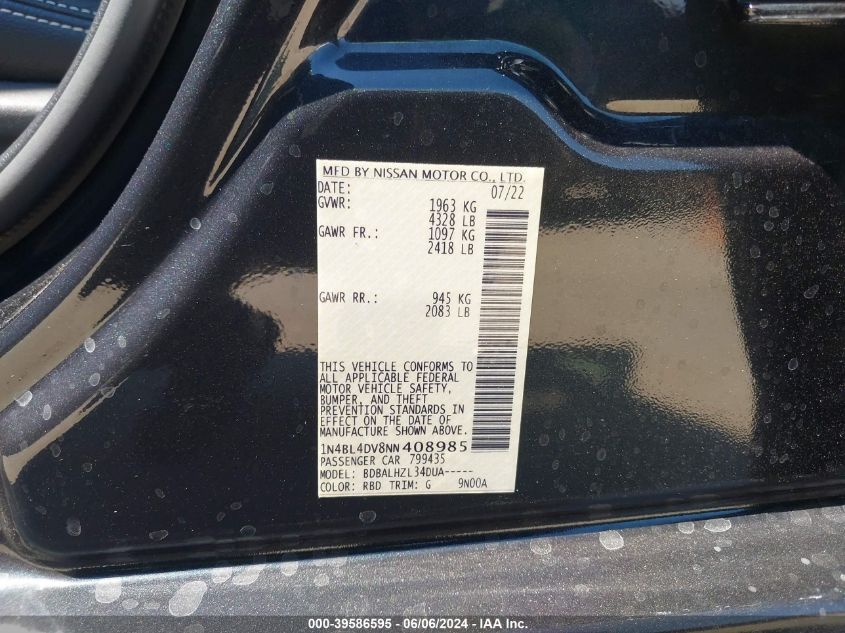 MFD BY NISSAN MOTOR CO., LTD.
DATE: 07/22
GVWR: 1963 KG
4328 LB
GAWR FR.: 1097 KG
2418 LB
GAWR RR.: 945 KG
2083 LB
THIS VEHICLE CONFORMS TO
ALL APPLICABLE FEDERAL
MOTOR VEHICLE SAFETY,
BUMPER, AND THEFT
PREVENTION STANDARDS IN
EFFECT ON THE DATE OF
MANUFACTURE SHOWN ABOVE.
1N4BL4DV8NN408985
PASSENGER CAR 799435
MODEL: BDBALHZL34DUA-----
COLOR: RBD TRIM: G 9N00A
000-39586595 - 06/06/2024 - IAA Inc.